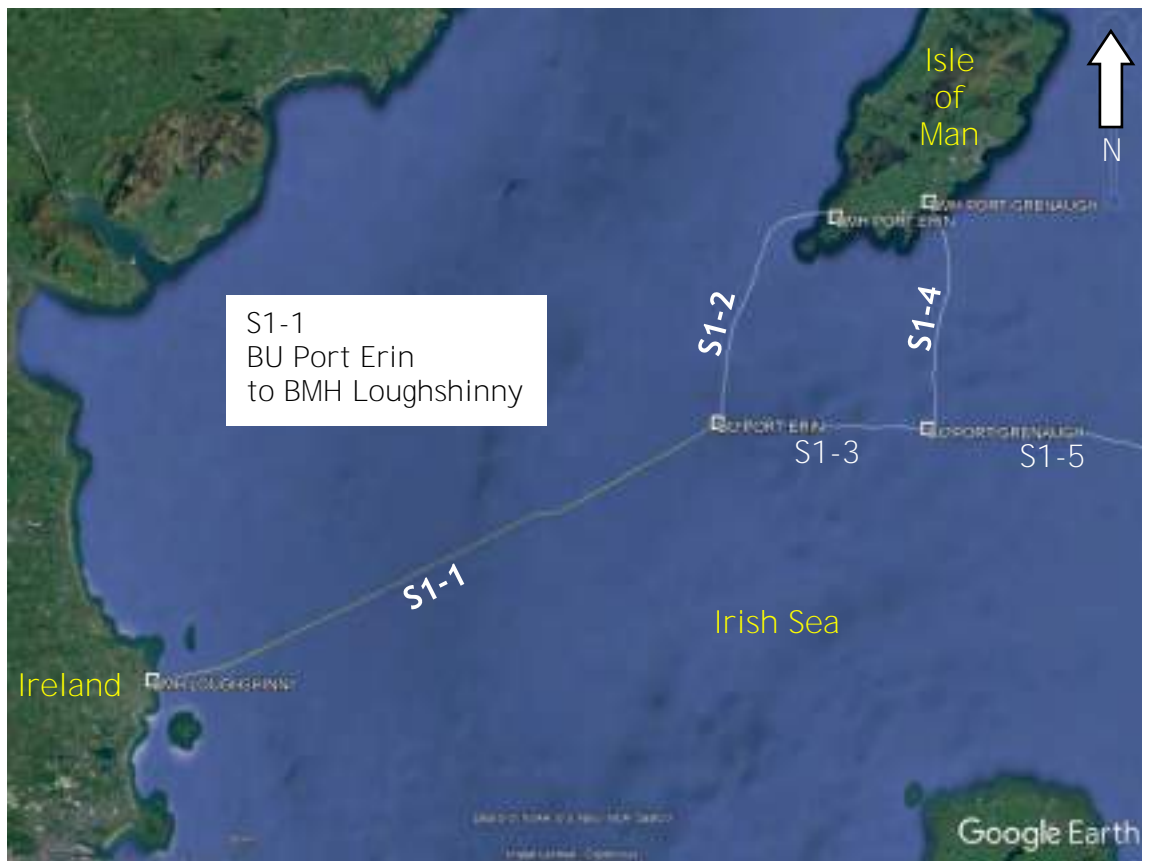 Isle
of
Man
N
BMH PORT GRENAUGH
BMH PORT ERIN
S1-2
S1-4
S1-1
BU Port Erin
to BMH Loughshinny
BU PORT ERIN
BU PORT GRENAUGH
S1-3
S1-5
S1-1
Irish Sea
Ireland
BMH LOUGHSHINNY
Google Earth